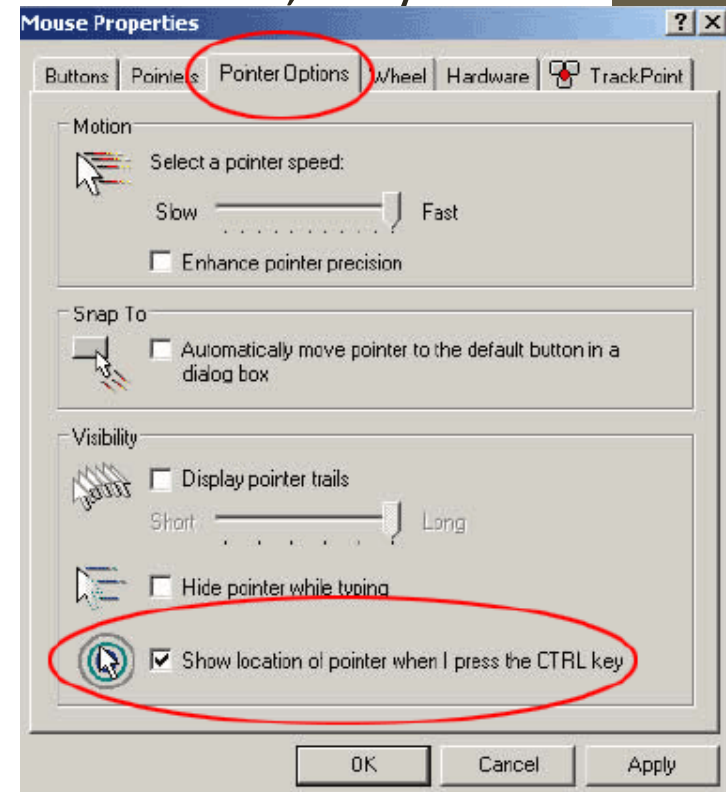 Mouse Properties
? X
Buttons Pointers Pointer Options Wheel Hardware TrackPoint
Motion
Select a pointer speed:
Slow Fast
Enhance pointer precision
Snap To
Automatically move pointer to the default button in a
dialog box
Visibility
Display pointer trails
Short Long
Hide pointer while typing
Show location of pointer when I press the CTRL key
OK Cancel Apply